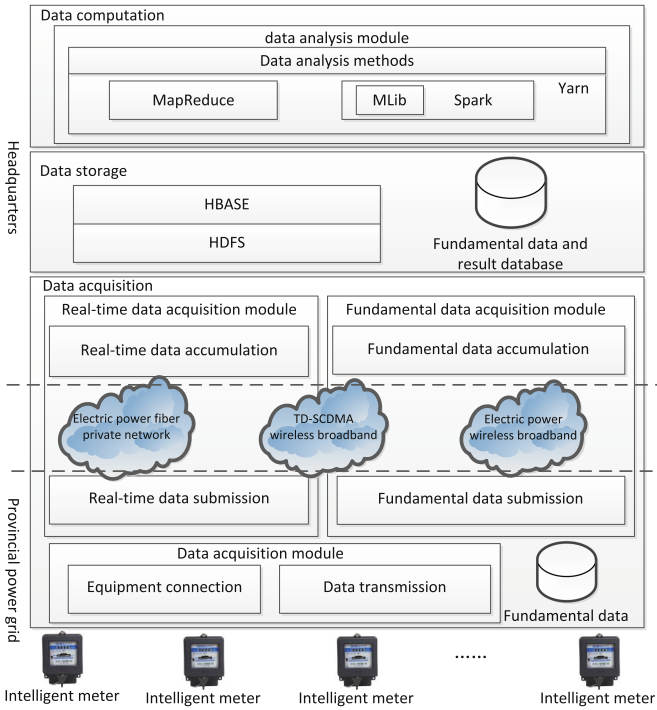 Data computation
data analysis module
Data analysis methods
Yarn
MapReduce
MLib
Spark
Headquarters
Data storage
HBASE
HDFS
Fundamental data and
result database
Data acquisition
Real-time data acquisition module
Fundamental data acquisition module
Real-time data accumulation
Fundamental data accumulation
Electric power fiber
private network
TD-SCDMA
wireless broadband
Electric power
wireless broadband
Provincial power grid
Real-time data submission
Fundamental data submission
Data acquisition module
Equipment connection
Data transmission
Fundamental data
......
Intelligent meter
Intelligent meter
Intelligent meter
Intelligent meter